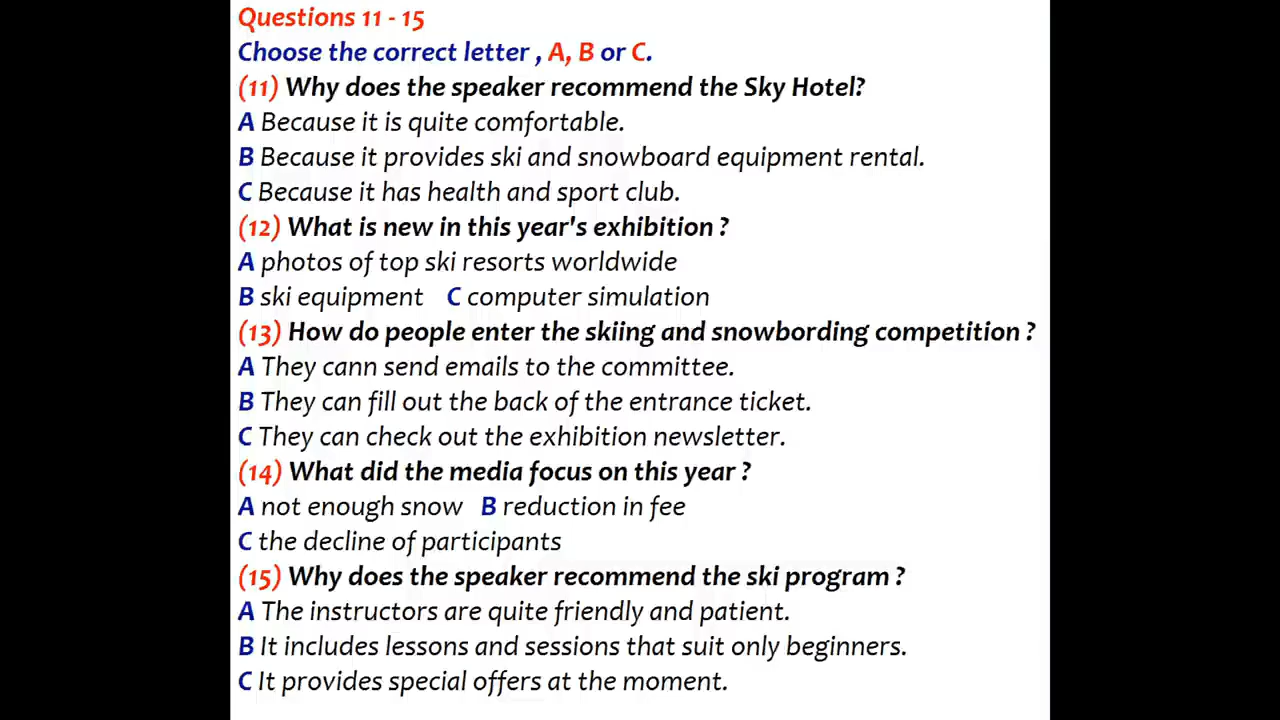 Questions 11 - 15
Choose the correct letter , A, B or C.
(11) Why does the speaker recommend the Sky Hotel?
A Because it is quite comfortable.
B Because it provides ski and snowboard equipment rental.
C Because it has health and sport club.
(12) What is new in this year's exhibition ?
A photos of top ski resorts worldwide
B ski equipment C computer simulation
(13) How do people enter the skiing and snowbording competition ?
A They cann send emails to the committee.
B They can fill out the back of the entrance ticket.
C They can check out the exhibition newsletter.
(14) What did the media focus on this year ?
A not enough snow B reduction in fee
C the decline of participants
(15) Why does the speaker recommend the ski program ?
A The instructors are quite friendly and patient.
B It includes lessons and sessions that suit only beginners.
C It provides special offers at the moment.